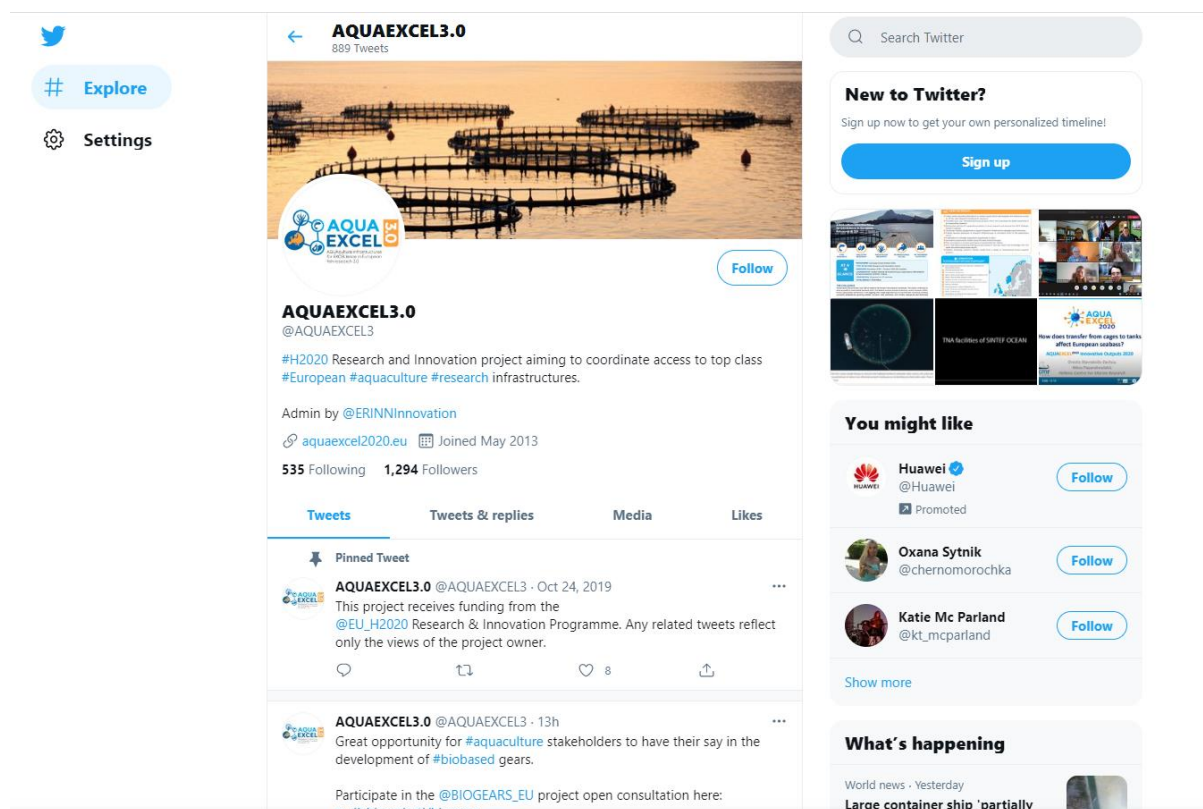 AQUAEXCEL3.0
889 Tweets
Explore
Settings
AQUA
EXCEL 3.0
Follow
AQUAEXCEL3.0
@AQUAEXCEL3
#H2020 Research and Innovation project aiming to coordinate access to top class
#European #aquaculture #research infrastructures.
Admin by @ERINNInnovation
aquaexcel2020.eu Joined May 2013
535 Following 1,294 Followers
Tweets Tweets & replies Media Likes
Pinned Tweet
AQUAEXCEL3.0 @AQUAEXCEL3 · Oct 24, 2019
This project receives funding from the
@EU_H2020 Research & Innovation Programme. Any related tweets reflect
only the views of the project owner.
8
AQUAEXCEL3.0 @AQUAEXCEL3 · 13h
Great opportunity for #aquaculture stakeholders to have their say in the
development of #biobased gears.
Participate in the @BIOGEARS_EU project open consultation here:
Search Twitter
New to Twitter?
Sign up now to get your own personalized timeline!
Sign up
TNA facilities of SINTEF OCEAN
AQUA
EXCEL
2020
How does transfer from cages to tanks
affect European seabass?
You might like
Huawei
@Huawei
Promoted
Follow
HUAWEI
Oxana Sytnik
@chernomorochka
Follow
Katie Mc Parland
@kt_mcparland
Follow
Show more
What's happening
World news · Yesterday
Large container ship 'partially